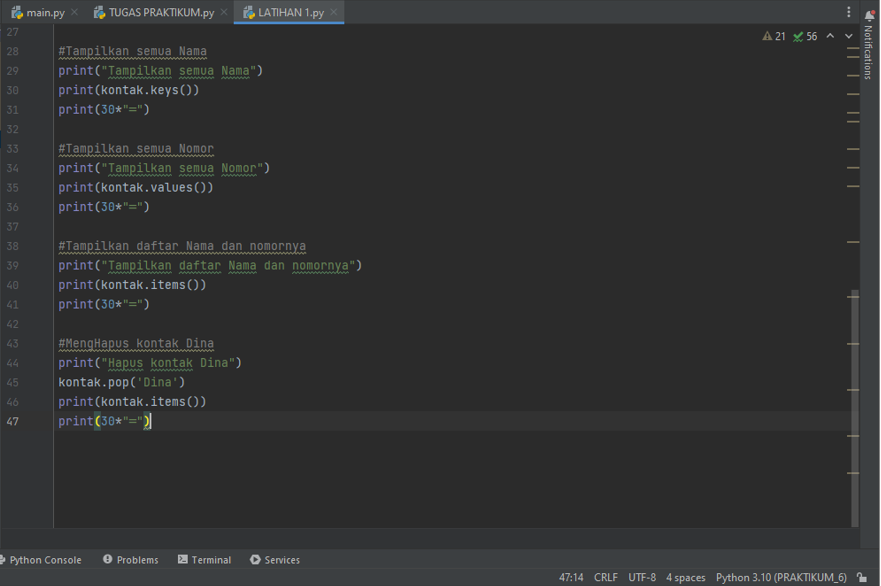 main.py TUGAS PRAKTIKUM.py LATIHAN 1.py
Notifications
21 56
27
28 #Tampilkan semua Nama
29 print("Tampilkan semua Nama")
30 print(kontak.keys())
31 print(30*"=")
32
33 #Tampilkan semua Nomor
34 print("Tampilkan semua Nomor")
35 print(kontak.values())
36 print(30*"=")
37
38 #Tampilkan daftar Nama dan nomornya
39 print("Tampilkan daftar Nama dan nomornya")
40 print(kontak.items())
41 print(30*"=")
42
43 #MengHapus kontak Dina
44 print("Hapus kontak Dina")
45 kontak.pop('Dina')
46 print(kontak.items())
47 print(30*"=")
Python Console Problems Terminal Services
47:14 CRLF UTF-8 4 spaces Python 3.10 (PRAKTIKUM_6)